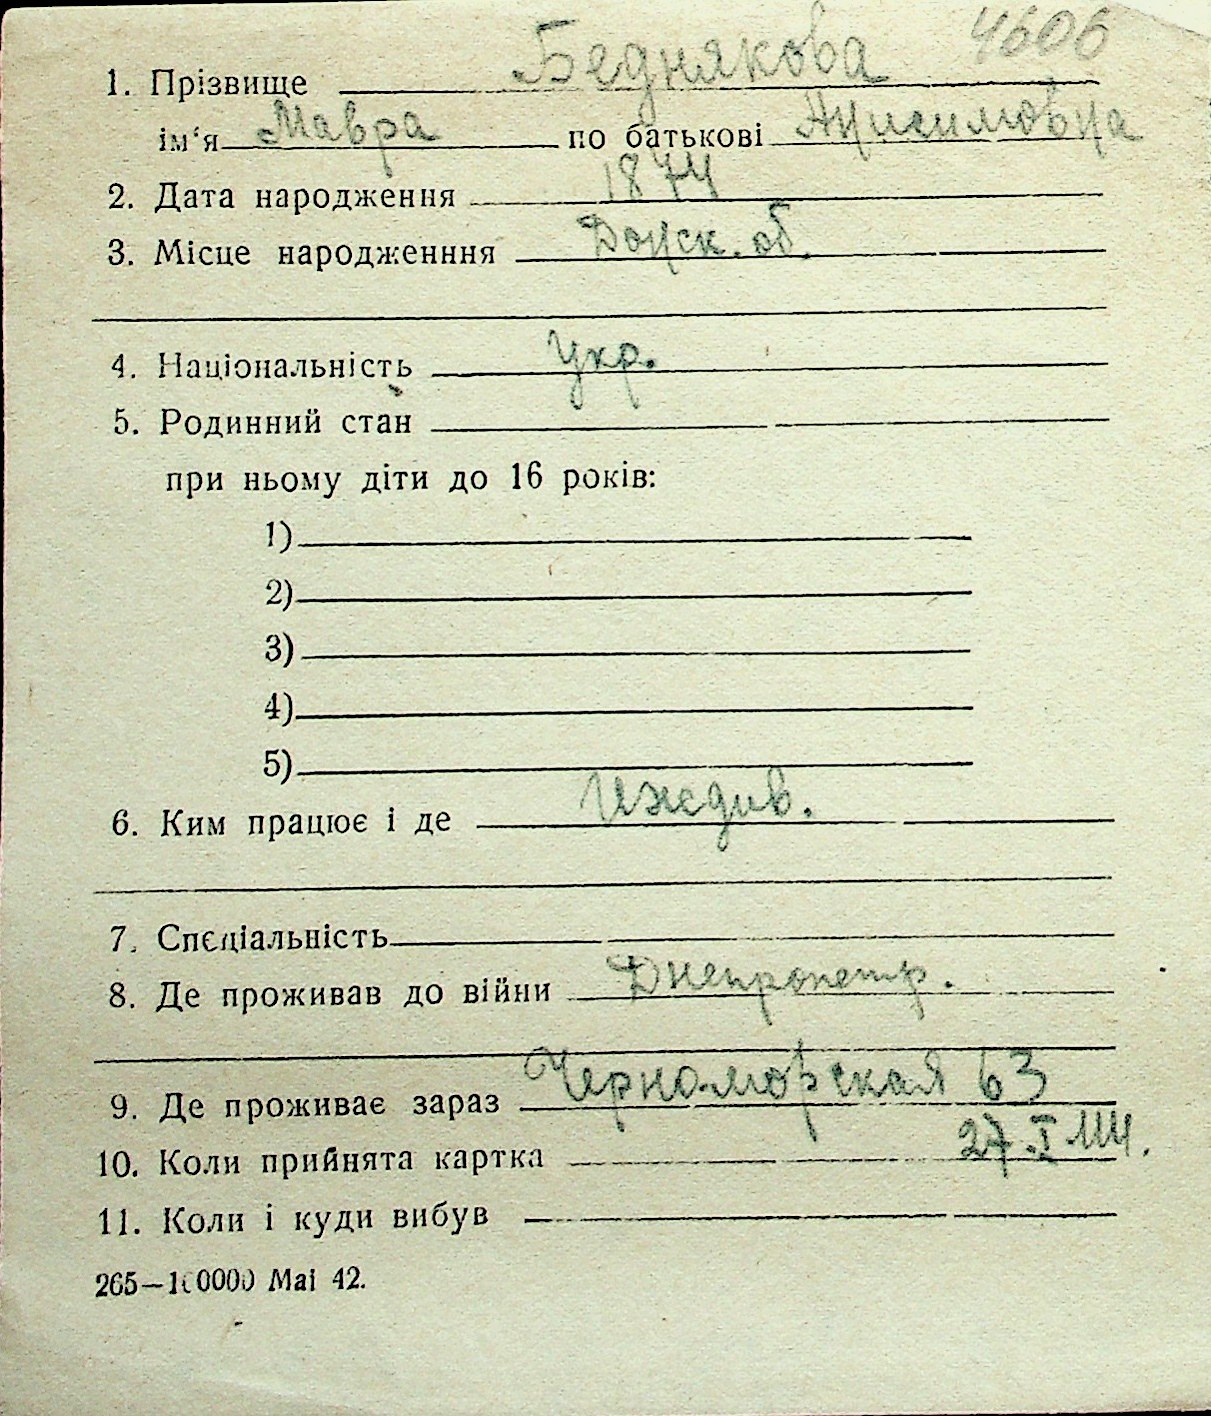 4606
1. Прізвище Беднякова
ім‘я Мавра по батькові Анисимовна
2. Дата народження 1874
3. Місце народженння Донск. об.
4. Національність Укр.
5. Родинний стан
при ньому діти до 16 років:
1)
2)
3)
4)
5)
6. Ким працює і де Иждив.
7. Спеціальність
8. Де проживав до війни Днепропетр.
9. Де проживає зараз Черноморская 63
10. Коли прийнята картка 27.I
11. Коли і куди вибув
265—100000 Mai 42.